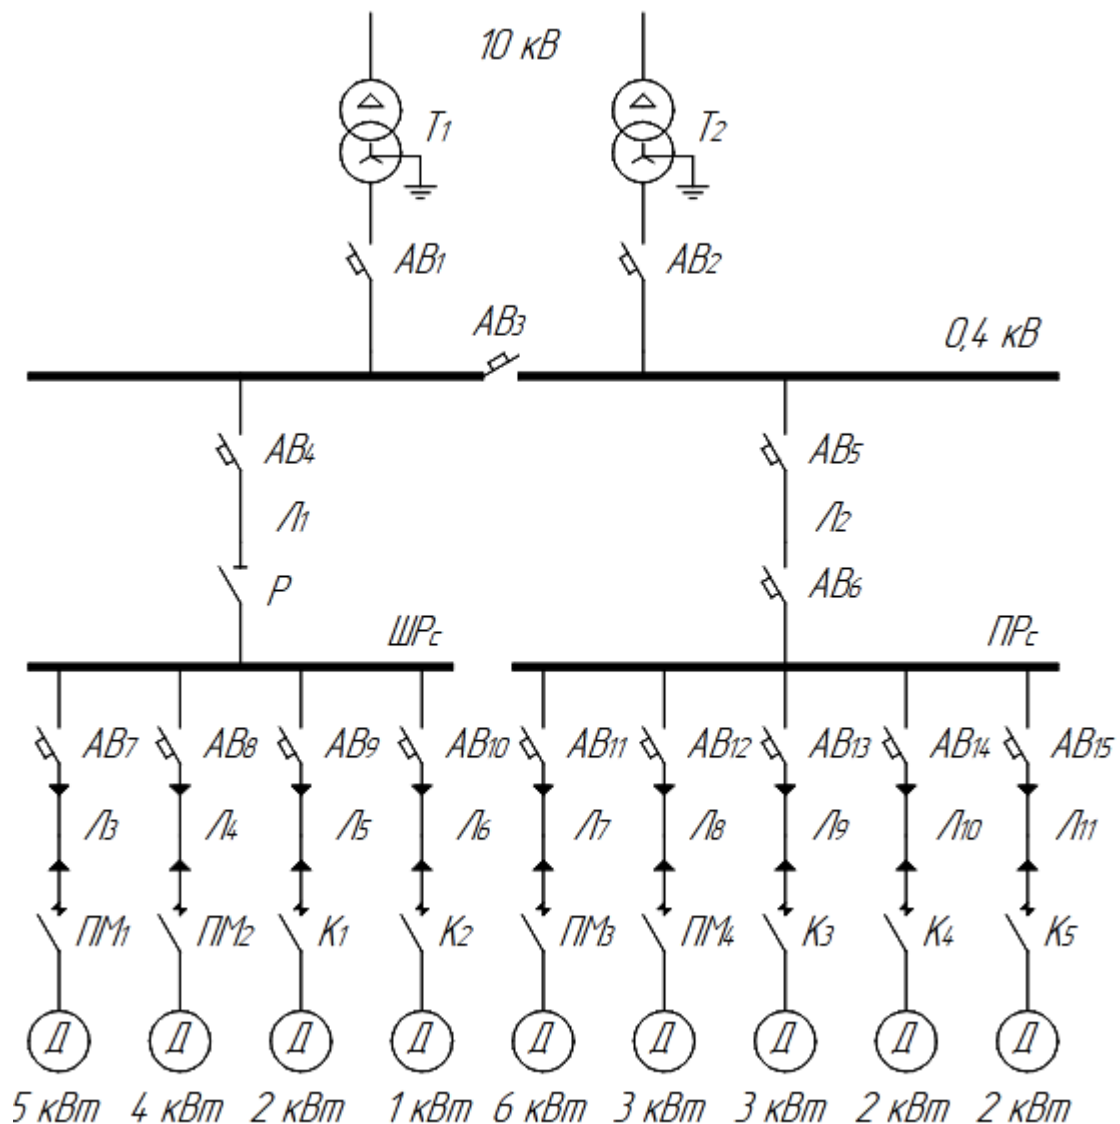 10 кВ
Т1 Т2
АВ1 АВ2
АВ3 0,4 кВ
АВ4 АВ5
Л1 Л2
Р АВ6
ШРс ПРс
АВ7 АВ8 АВ9 АВ10 АВ11 АВ12 АВ13 АВ14 АВ15
Л3 Л4 Л5 Л6 Л7 Л8 Л9 Л10 Л11
ПМ1 ПМ2 К1 К2 ПМ3 ПМ4 К3 К4 К5
Д Д Д Д Д Д Д Д Д
5 кВт 4 кВт 2 кВт 1 кВт 6 кВт 3 кВт 3 кВт 2 кВт 2 кВт